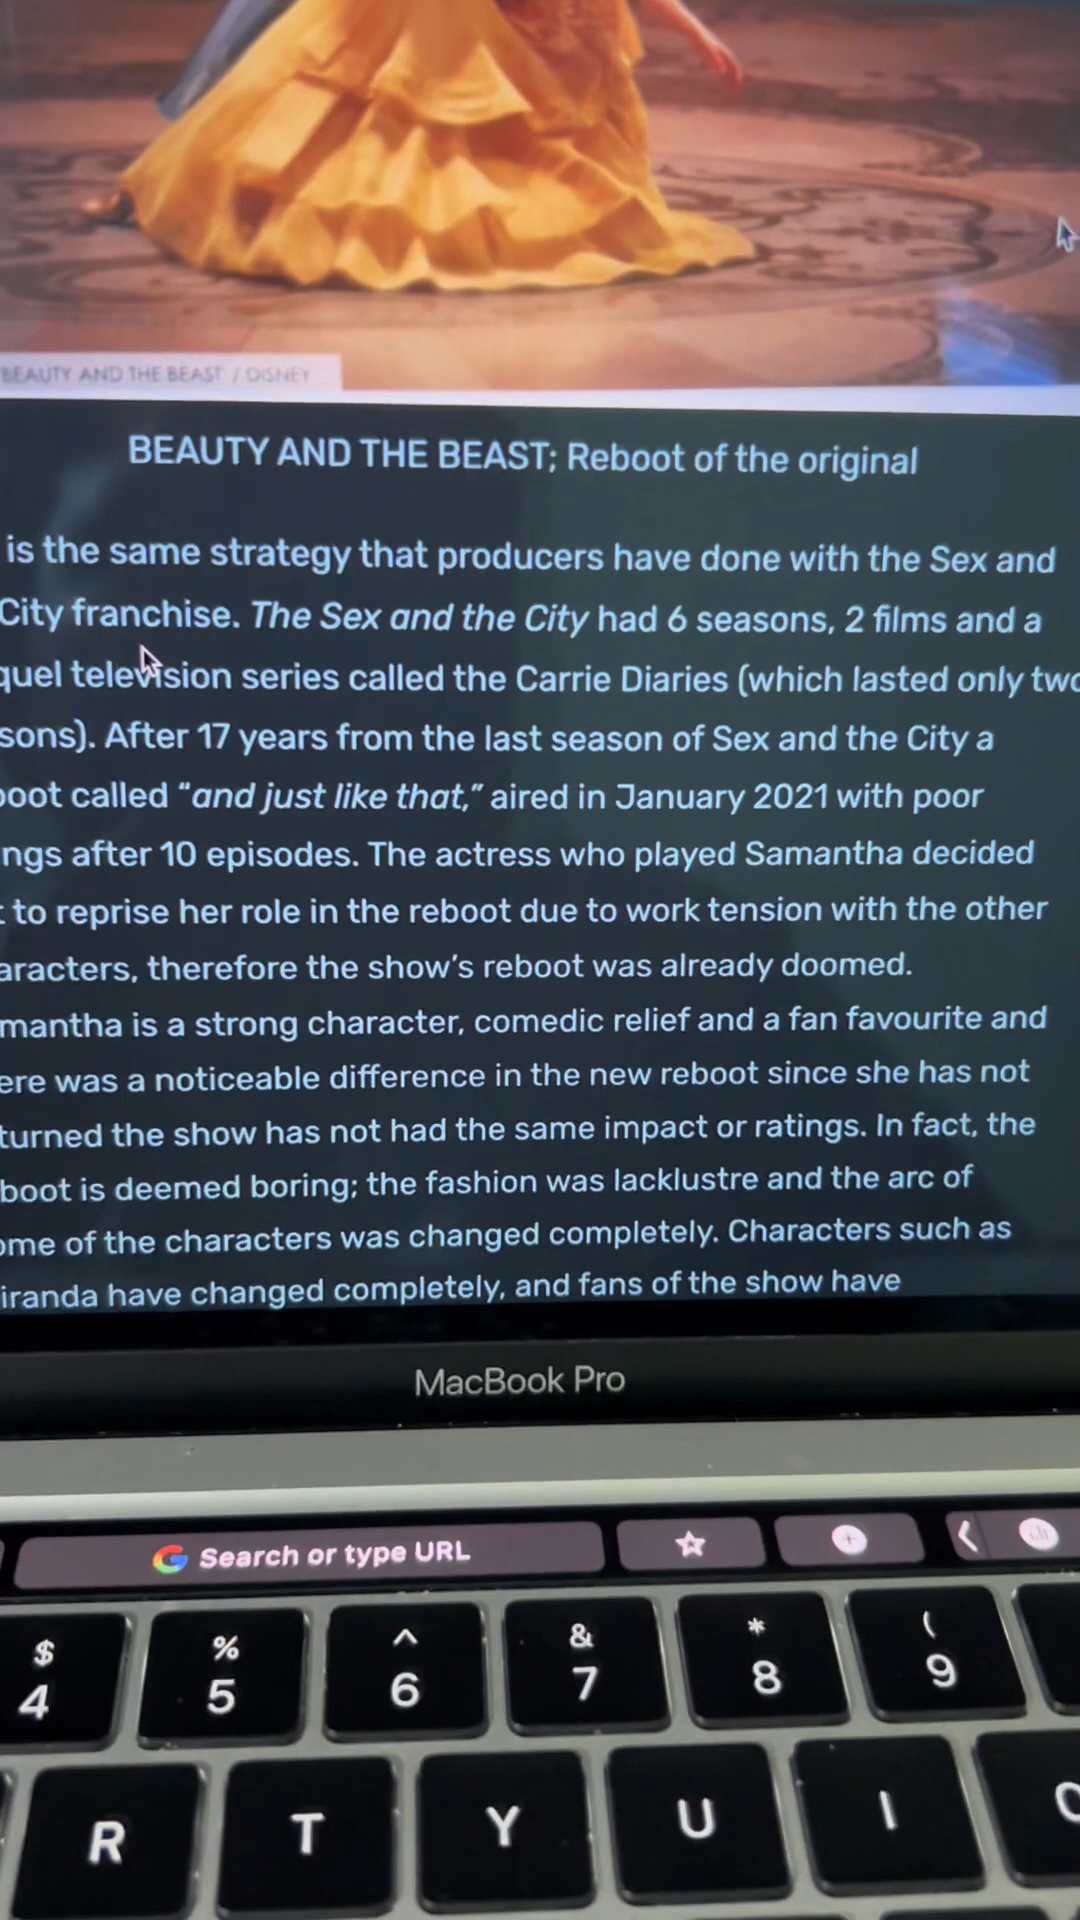 BEAUTY AND THE BEAST / DISNEY
BEAUTY AND THE BEAST; Reboot of the original
is the same strategy that producers have done with the Sex and
City franchise. The Sex and the City had 6 seasons, 2 films and a
quel television series called the Carrie Diaries (which lasted only two
sons). After 17 years from the last season of Sex and the City a
boot called “and just like that,” aired in January 2021 with poor
ngs after 10 episodes. The actress who played Samantha decided
t to reprise her role in the reboot due to work tension with the other
aracters, therefore the show’s reboot was already doomed.
mantha is a strong character, comedic relief and a fan favourite and
ere was a noticeable difference in the new reboot since she has not
turned the show has not had the same impact or ratings. In fact, the
boot is deemed boring; the fashion was lacklustre and the arc of
ome of the characters was changed completely. Characters such as
iranda have changed completely, and fans of the show have
MacBook Pro
Search or type URL
$ % ^ & * (
4 5 6 7 8 9
R T Y U I O